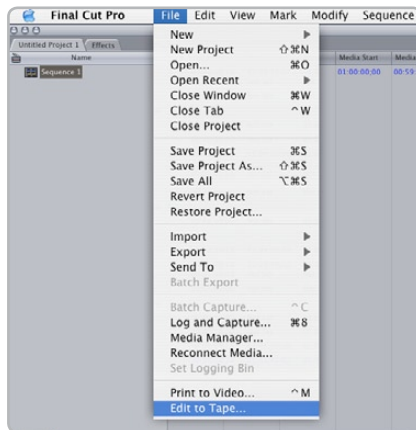 Final Cut Pro File Edit View Mark Modify Sequence
Untitled Project 1 Effects
Name Media Start Media
Sequence 1 01:00:00;00 00:59
New
New Project ⇧⌘N
Open... ⌘O
Open Recent
Close Window ⌘W
Close Tab ^W
Close Project
Save Project ⌘S
Save Project As... ⇧⌘S
Save All ⌥⌘S
Revert Project
Restore Project...
Import
Export
Send To
Batch Export
Batch Capture... ^C
Log and Capture... ⌘8
Media Manager...
Reconnect Media...
Set Logging Bin
Print to Video... ^M
Edit to Tape...